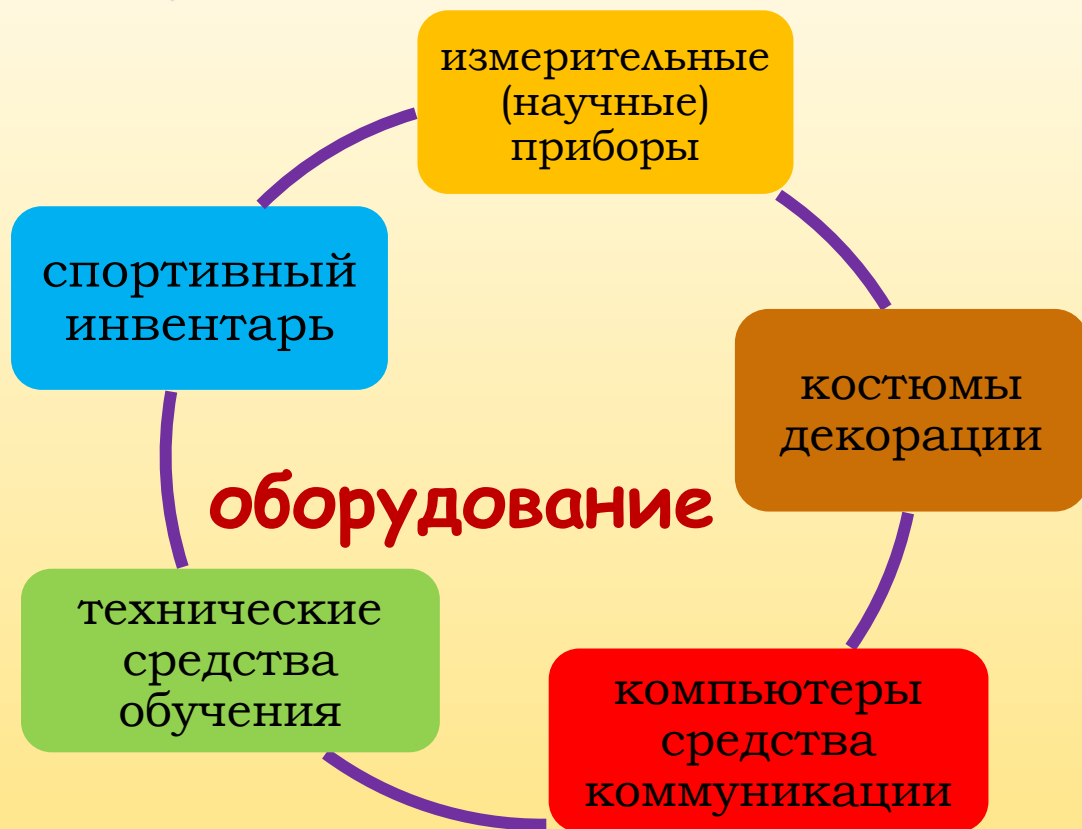 измерительные
(научные)
приборы
спортивный
инвентарь
костюмы
декорации
оборудование
технические
средства
обучения
компьютеры
средства
коммуникации